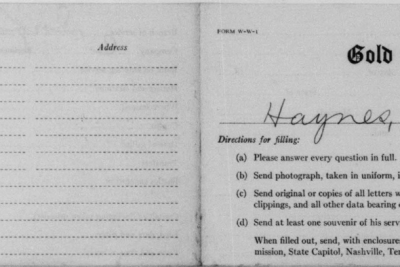 Address
FORM W-W-1
Gold
Haynes,
Directions for filling:
(a) Please answer every question in full.
(b) Send photograph, taken in uniform, i
(c) Send original or copies of all letters w
clippings, and all other data bearing
(d) Send at least one souvenir of his serv
When filled out, send, with enclosure
mission, State Capitol, Nashville, Ten